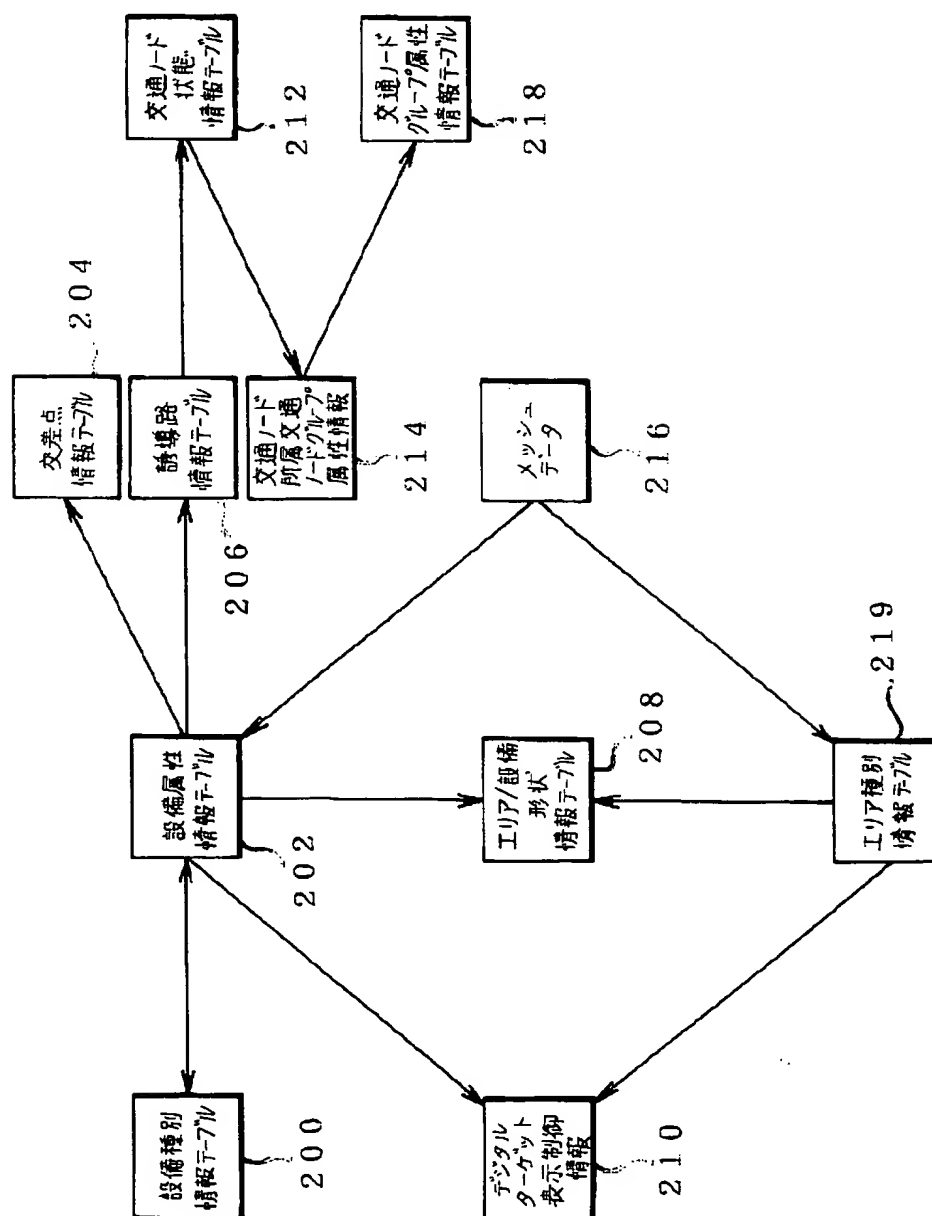 交通ノード
状態
情報テーブル
212
交通ノード
グループ属性
情報テーブル
218
204
交差点
情報テーブル
誘導路
情報テーブル
206
交通ノード
所属交通
ノードグループ
属性情報
214
メッシュ
データ
216
設備属性
情報テーブル
202
エリア/設備
形状
情報テーブル
208
エリア種別
情報テーブル
219
設備種別
情報テーブル
200
デジタル
ターゲット
表示制御
情報
210